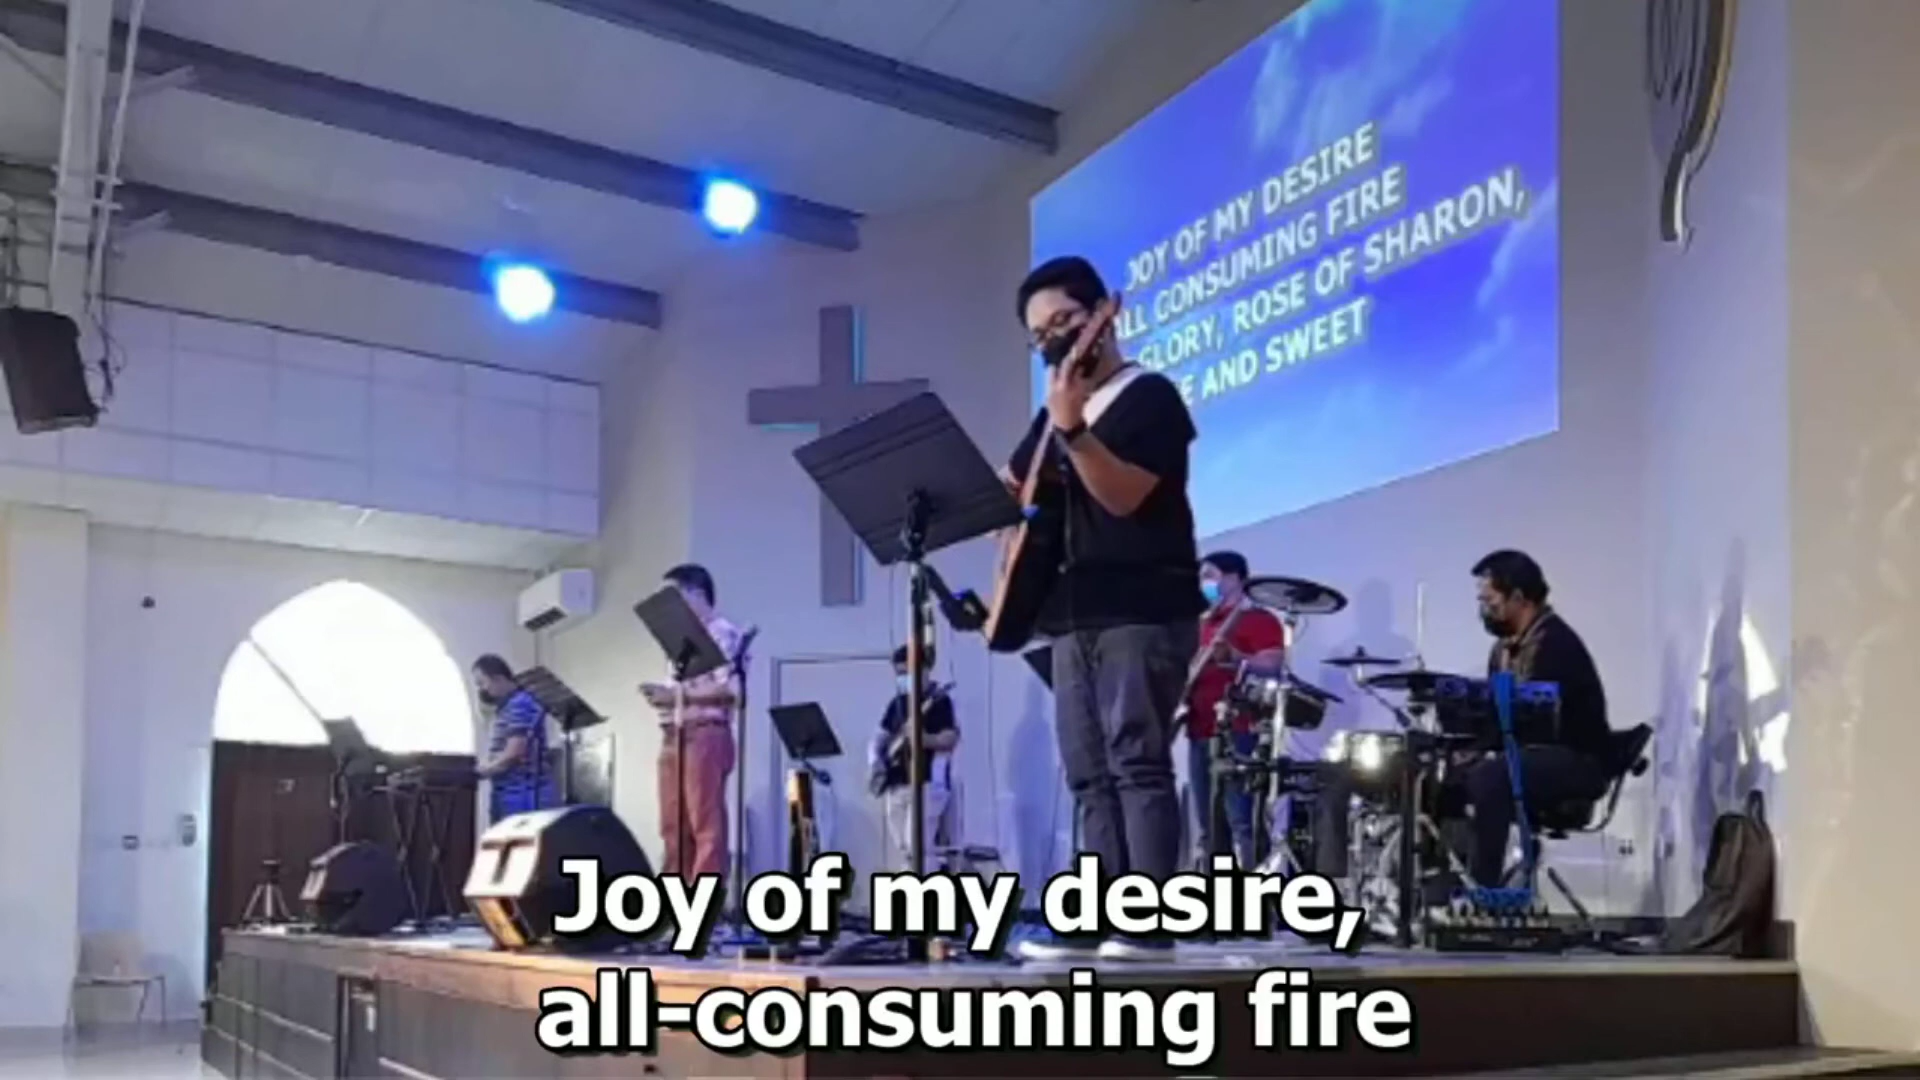 JOY OF MY DESIRE
ALL CONSUMING FIRE
GLORY, ROSE OF SHARON,
AND SWEET
Joy of my desire,
all-consuming fire